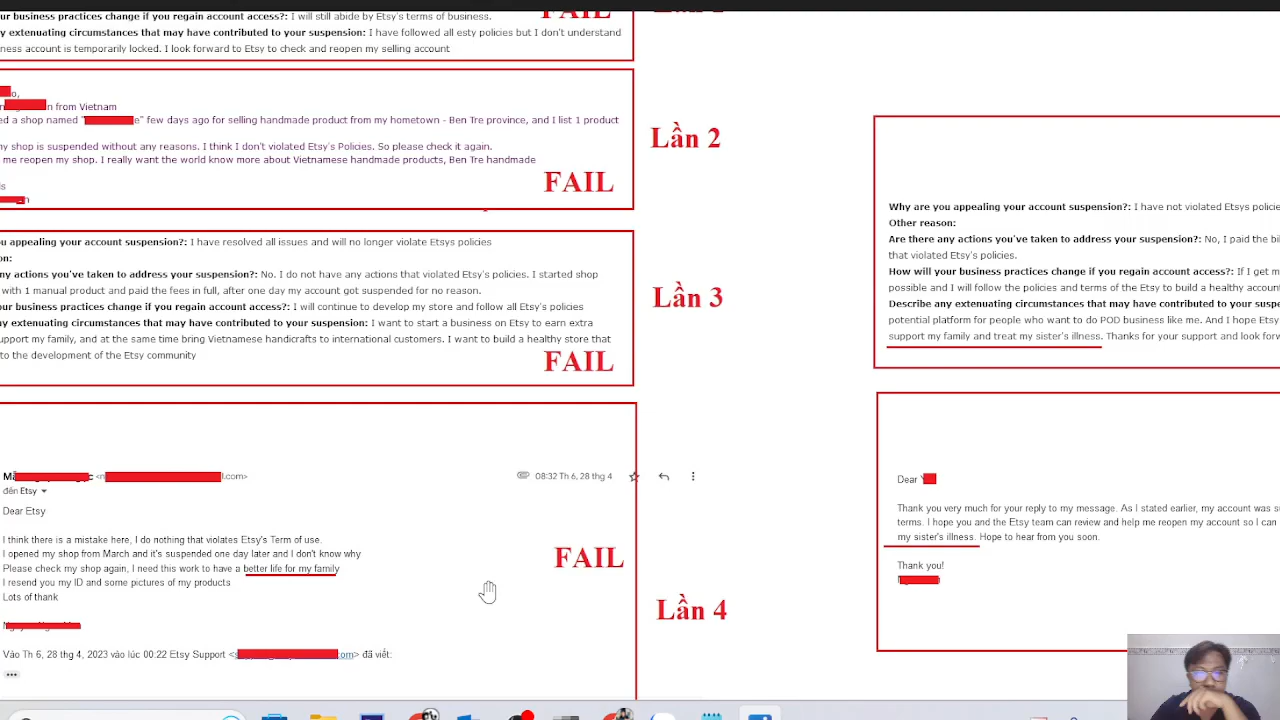 ur business practices change if you regain account access?: I will still abide by Etsy's terms of business.
FAIL
y extenuating circumstances that may have contributed to your suspension: I have followed all esty policies but I don't understand
ness account is temporarily locked. I look forward to Etsy to check and reopen my selling account
o,
n from Vietnam
ed a shop named " e" few days ago for selling handmade product from my hometown - Ben Tre province, and I list 1 product
my shop is suspended without any reasons. I think I don't violated Etsy's Policies. So please check it again.
me reopen my shop. I really want the world know more about Vietnamese handmade products, Ben Tre handmade
ls
h
FAIL
Lần 2
u appealing your account suspension?: I have resolved all issues and will no longer violate Etsys policies
on:
ny actions you've taken to address your suspension?: No. I do not have any actions that violated Etsy's policies. I started shop
with 1 manual product and paid the fees in full, after one day my account got suspended for no reason.
our business practices change if you regain account access?: I will continue to develop my store and follow all Etsy's policies
y extenuating circumstances that may have contributed to your suspension: I want to start a business on Etsy to earn extra
upport my family, and at the same time bring Vietnamese handicrafts to international customers. I want to build a healthy store that
to the development of the Etsy community
FAIL
Lần 3
.com>
08:32 Th 6, 28 thg 4
đến Etsy
Dear Etsy
I think there is a mistake here, I do nothing that violates Etsy's Term of use.
I opened my shop from March and it's suspended one day later and I don't know why
Please check my shop again, I need this work to have a better life for my family
I resend you my ID and some pictures of my products
Lots of thank
Vào Th 6, 28 thg 4, 2023 vào lúc 00:22 Etsy Support < om> đã viết:
FAIL
Lần 4
Why are you appealing your account suspension?: I have not violated Etsys policie
Other reason:
Are there any actions you've taken to address your suspension?: No, I paid the bi
that violated Etsy's policies.
How will your business practices change if you regain account access?: If I get m
possible and I will follow the policies and terms of the Etsy to build a healthy accoun
Describe any extenuating circumstances that may have contributed to your suspe
potential platform for people who want to do POD business like me. And I hope Etsy
support my family and treat my sister's illness. Thanks for your support and look forw
Dear
Thank you very much for your reply to my message. As I stated earlier, my account was su
terms. I hope you and the Etsy team can review and help me reopen my account so I can
my sister's illness. Hope to hear from you soon.
Thank you!